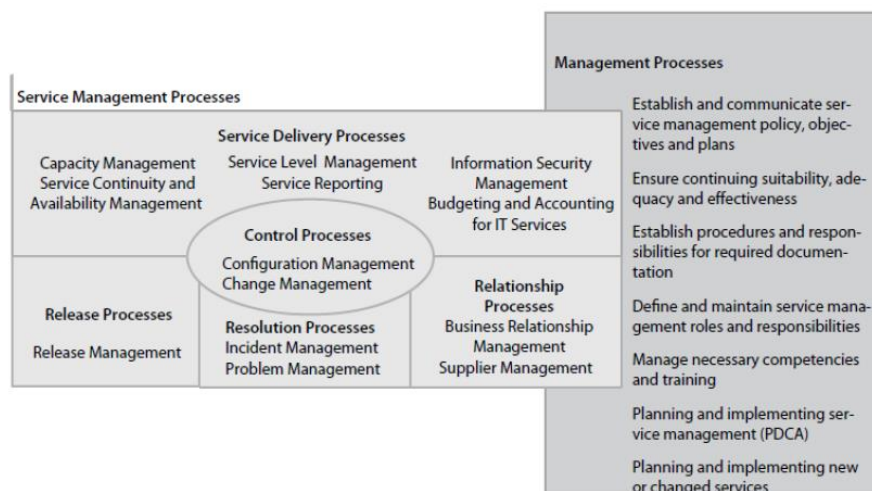 Service Management Processes
Service Delivery Processes
Capacity Management
Service Continuity and
Availability Management
Service Level Management
Service Reporting
Information Security
Management
Budgeting and Accounting
for IT Services
Control Processes
Configuration Management
Change Management
Release Processes
Release Management
Resolution Processes
Incident Management
Problem Management
Relationship
Processes
Business Relationship
Management
Supplier Management
Management Processes
Establish and communicate ser-
vice management policy, objec-
tives and plans
Ensure continuing suitability, ade-
quacy and effectiveness
Establish procedures and respon-
sibilities for required documen-
tation
Define and maintain service mana-
gement roles and responsibilities
Manage necessary competencies
and training
Planning and implementing ser-
vice management (PDCA)
Planning and implementing new
or changed services